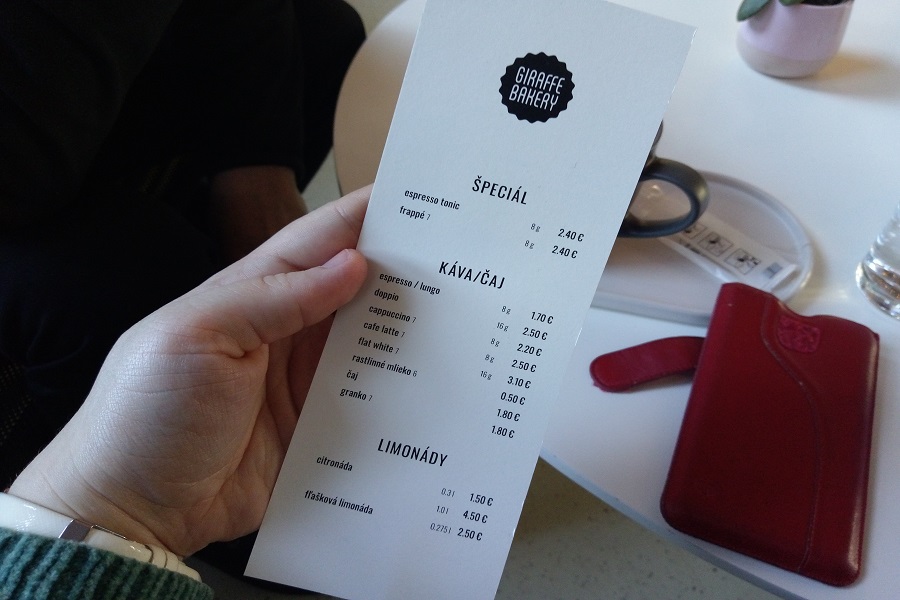 GIRAFFE
BAKERY
ŠPECIÁL
espresso tonic 8 g 2.40 €
frappé 7 8 g 2.40 €
KÁVA/ČAJ
espresso / lungo 8 g 1.70 €
doppio 16 g 2.50 €
cappuccino 7 8 g 2.20 €
cafe latte 7 8 g 2.50 €
flat white 7 16 g 3.10 €
rastlinné mlieko 6 0.50 €
čaj 1.80 €
granko 7 1.80 €
LIMONÁDY
citronáda 0.3 l 1.50 €
1.0 l 4.50 €
fľašková limonáda 0.275 l 2.50 €